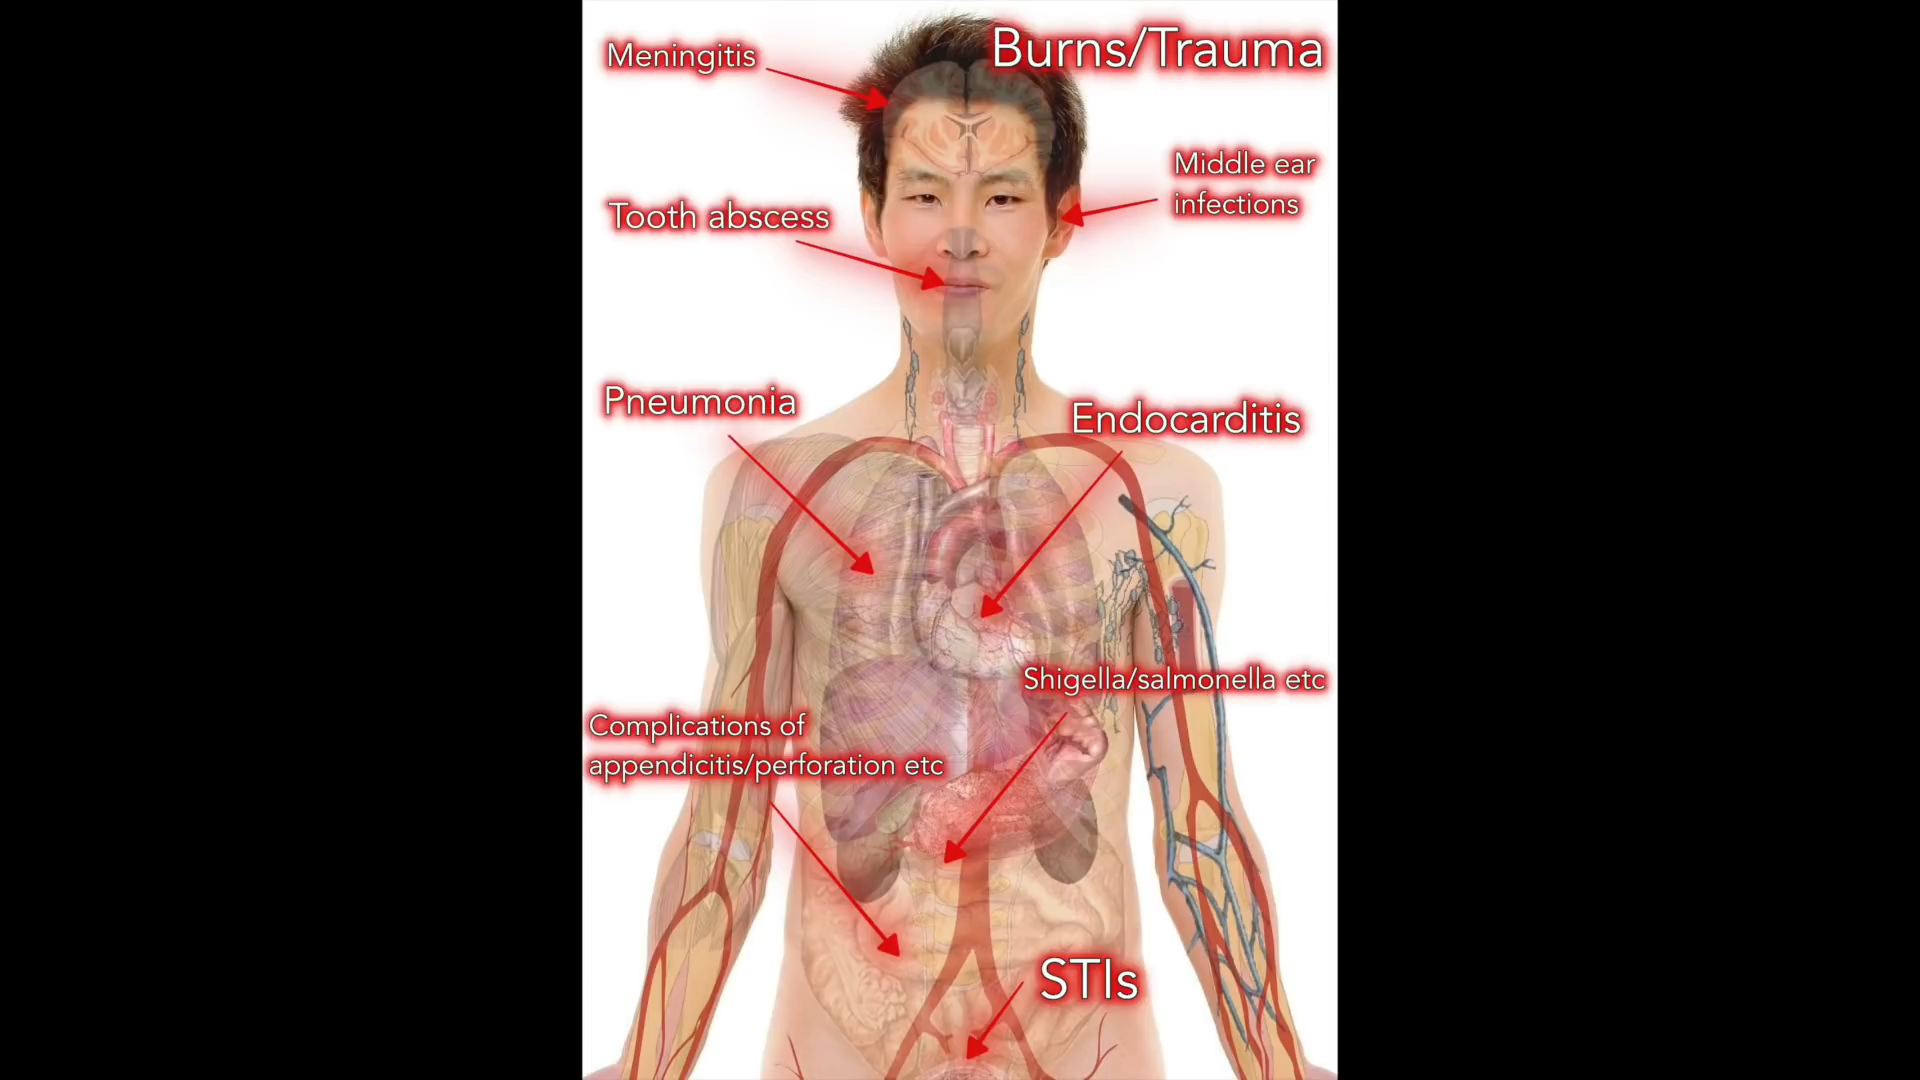 Meningitis
Burns/Trauma
Middle ear
infections
Tooth abscess
Pneumonia
Endocarditis
Shigella/salmonella etc
Complications of
appendicitis/perforation etc
STIs